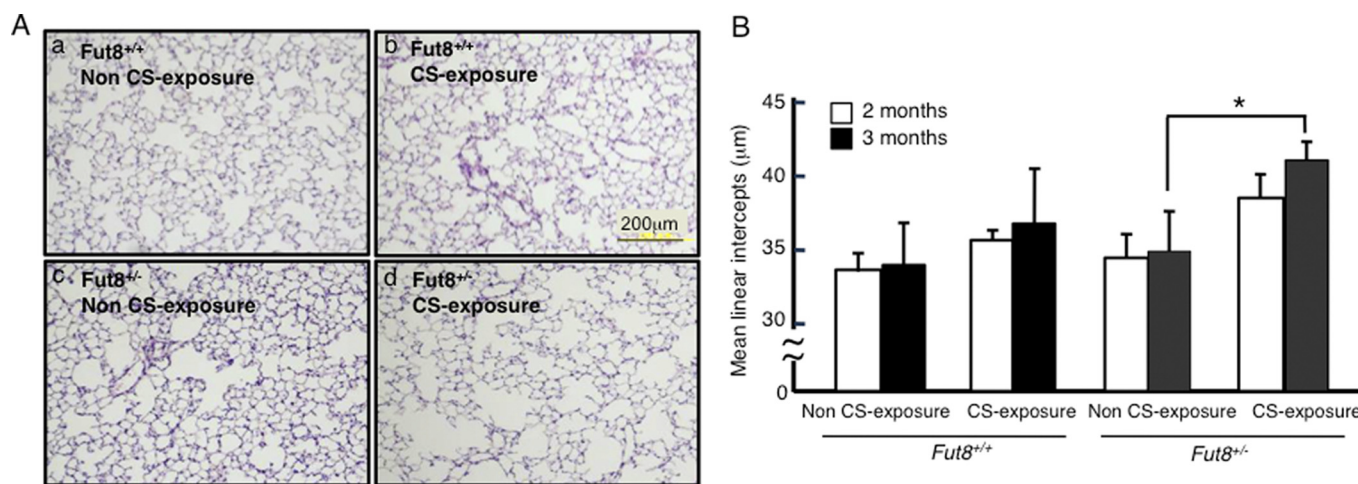 A
a
Fut8+/+
Non CS-exposure
b
Fut8+/+
CS-exposure
200μm
c
Fut8+/-
Non CS-exposure
d
Fut8+/-
CS-exposure
B
Mean linear intercepts (μm)
45
40
35
30
0
2 months
3 months
*
Non CS-exposure
CS-exposure
Non CS-exposure
CS-exposure
Fut8+/+
Fut8+/-